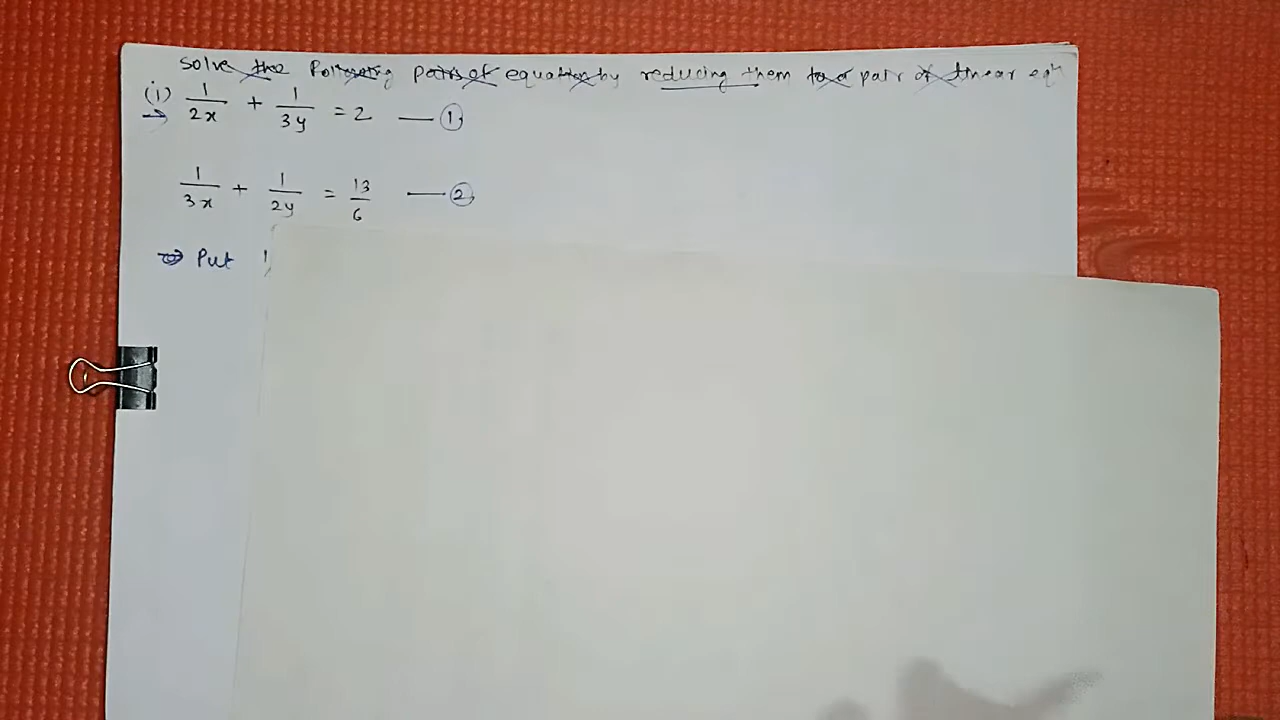 Solve the Following pairs of equation by reducing them to a pair of linear eqn
(i) 1/2x + 1/3y = 2 — ①
1/3x + 1/2y = 13/6 — ②
⇒ Put 1